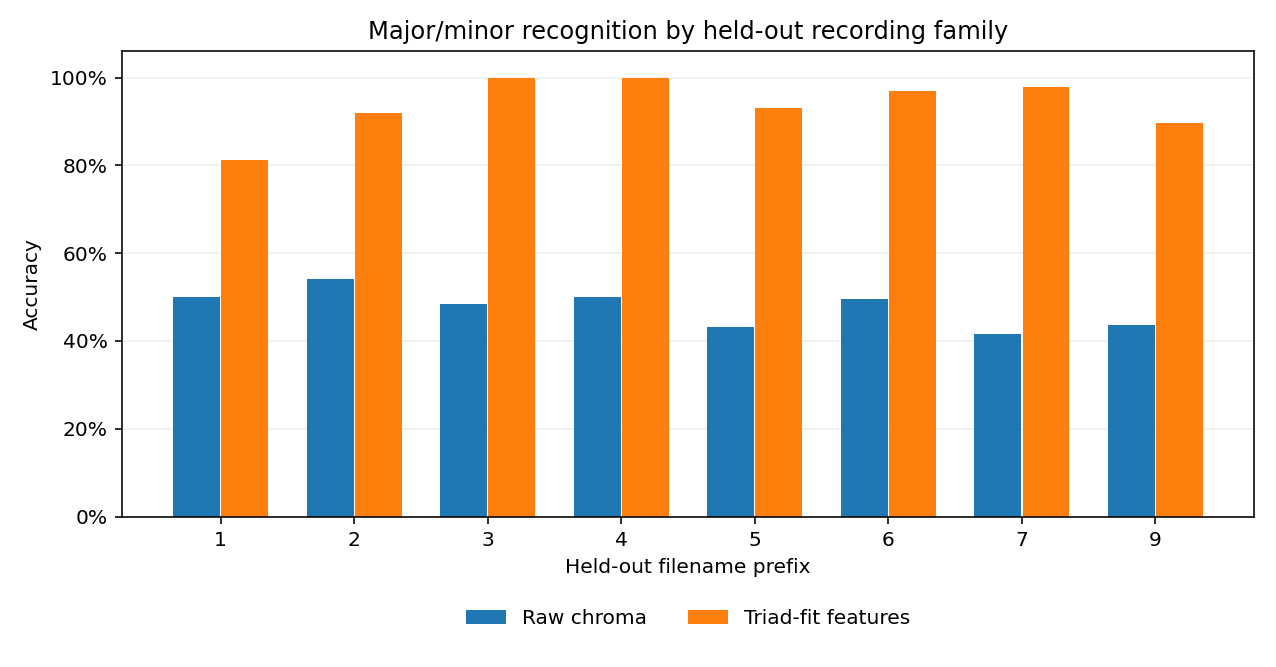 Major/minor recognition by held-out recording family
100%
80%
60%
40%
20%
0%
Accuracy
1 2 3 4 5 6 7 9
Held-out filename prefix
Raw chroma Triad-fit features